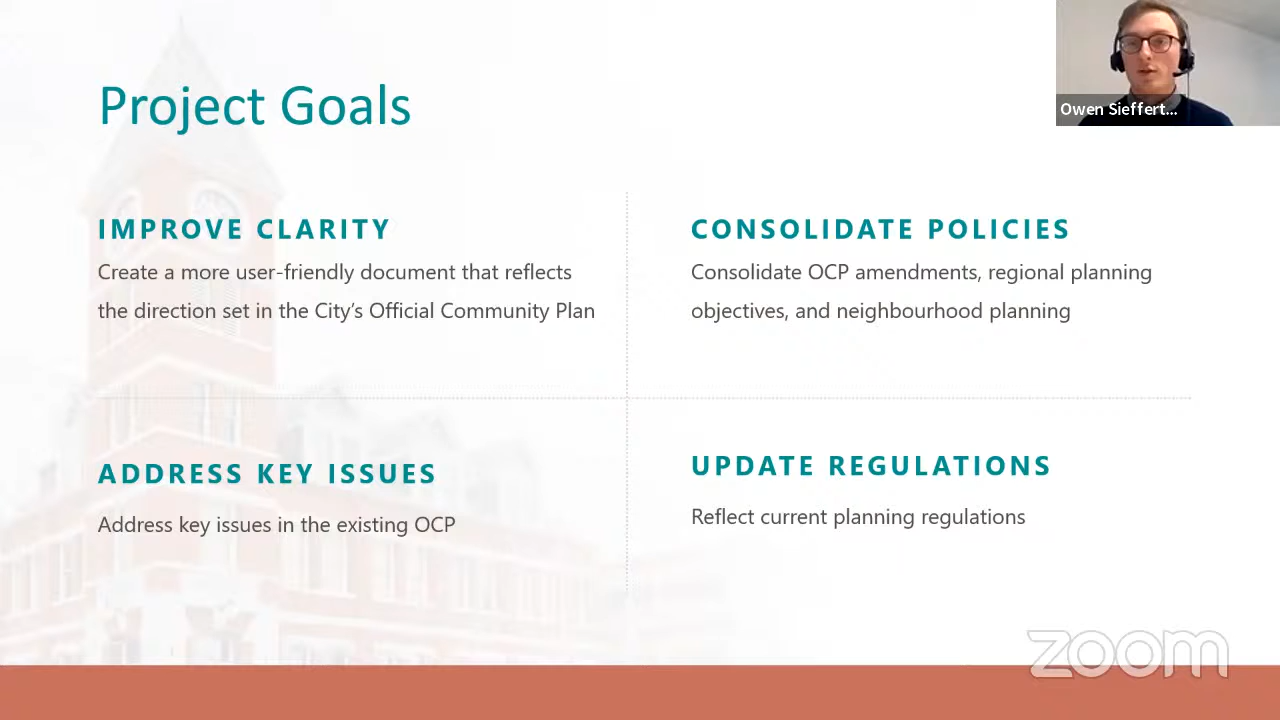 Project Goals
Owen Sieffert...
IMPROVE CLARITY
Create a more user-friendly document that reflects
the direction set in the City’s Official Community Plan
CONSOLIDATE POLICIES
Consolidate OCP amendments, regional planning
objectives, and neighbourhood planning
ADDRESS KEY ISSUES
Address key issues in the existing OCP
UPDATE REGULATIONS
Reflect current planning regulations
zoom